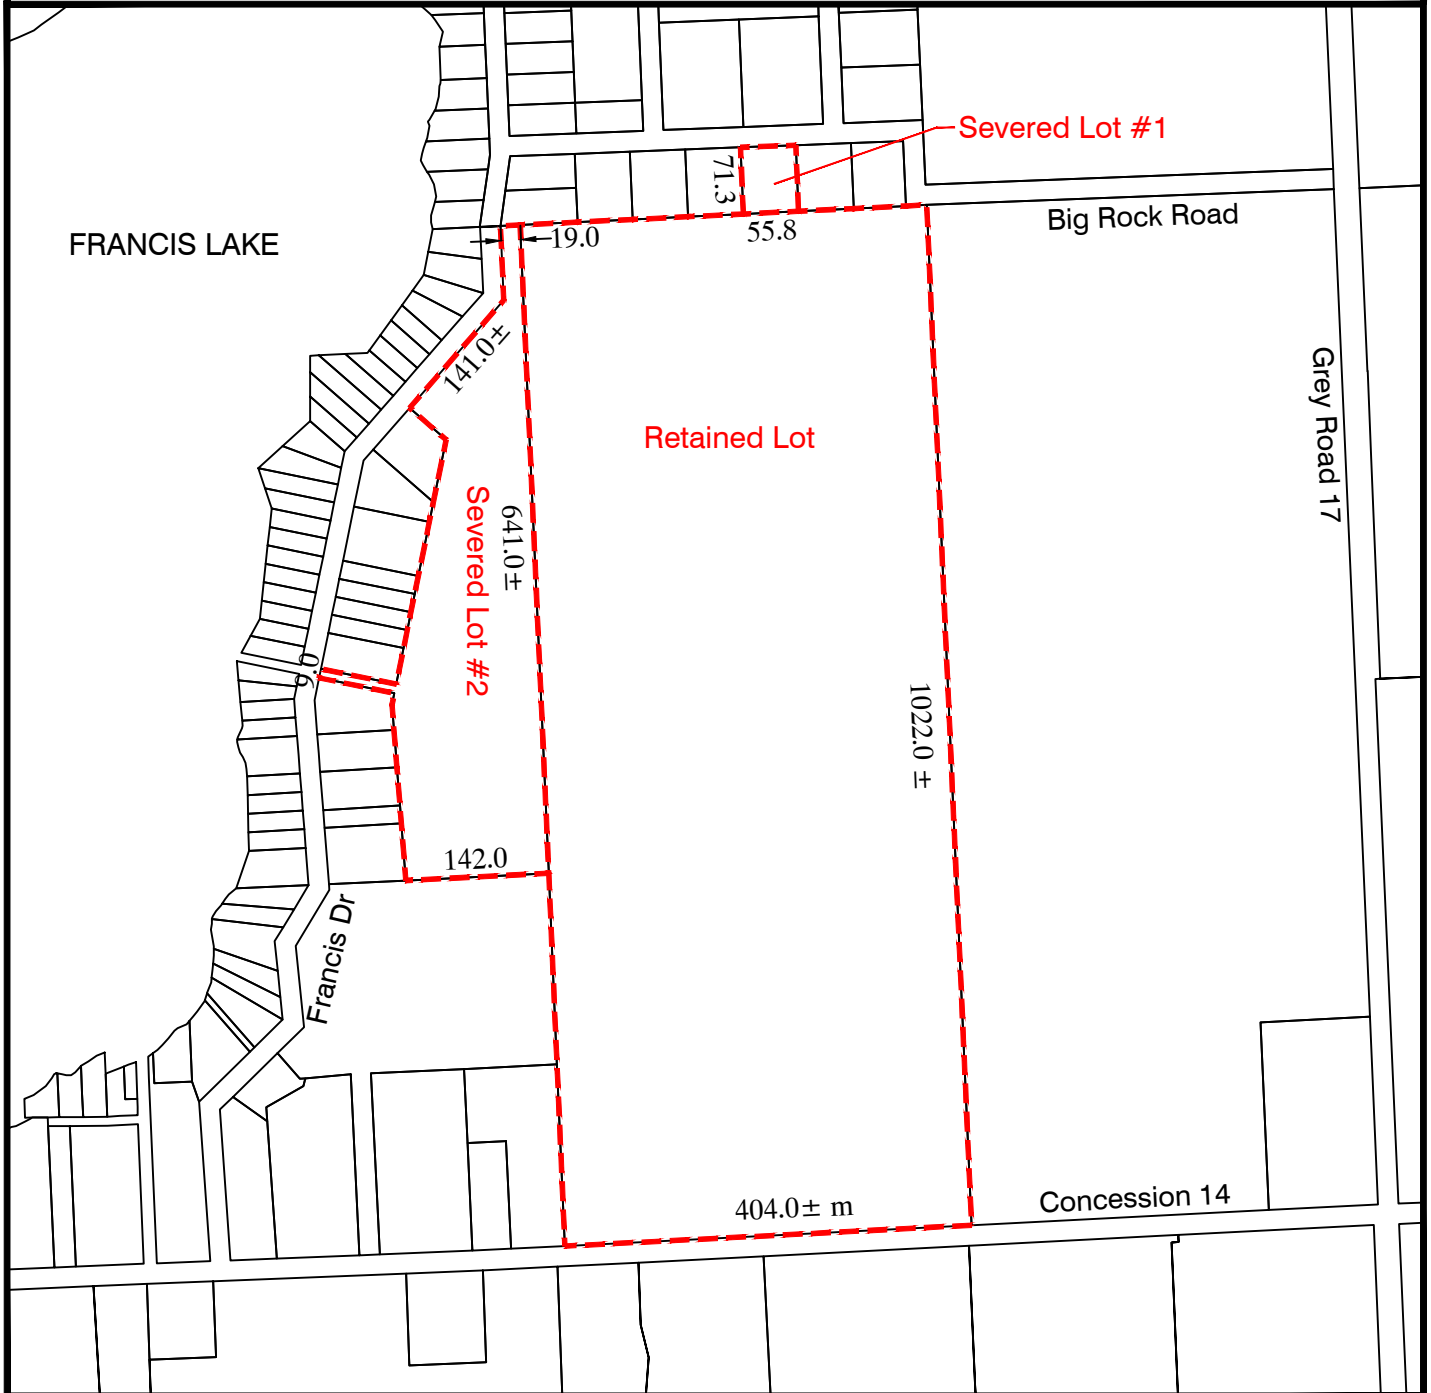 Severed Lot #1
71.3
Big Rock Road
FRANCIS LAKE
19.0
55.8
141.0±
Grey Road 17
Retained Lot
Severed Lot #2
641.0±
9.0
1022.0 ±
142.0
Francis Dr
404.0± m
Concession 14